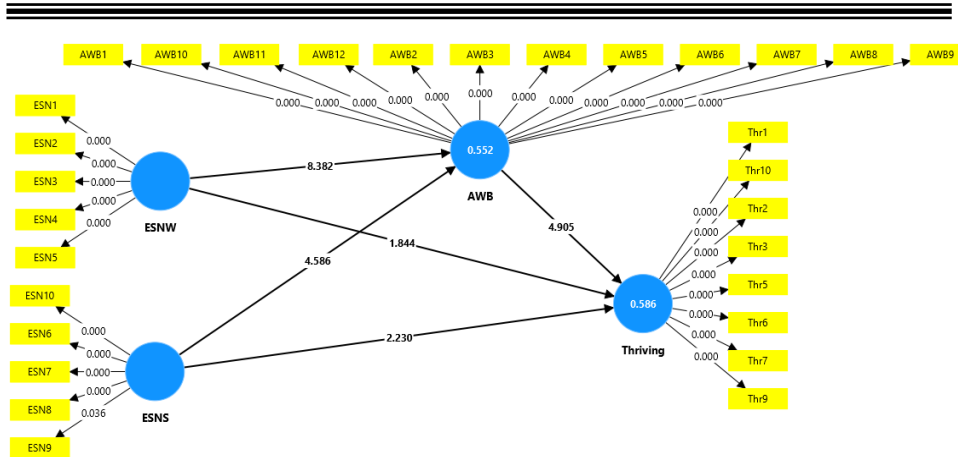 AWB1 AWB10 AWB11 AWB12 AWB2 AWB3 AWB4 AWB5 AWB6 AWB7 AWB8 AWB9
0.000 0.000 0.000 0.000 0.000 0.000 0.000 0.000 0.000 0.000 0.000 0.000
ESN1
ESN2
ESN3
ESN4
ESN5
0.000
0.000
0.000
0.000
0.000
ESNW
8.382
0.552
AWB
4.586
1.844
4.905
ESN10
ESN6
ESN7
ESN8
ESN9
0.000
0.000
0.000
0.000
0.036
ESNS
2.230
0.586
Thriving
0.000
0.000
0.000
0.000
0.000
0.000
0.000
0.000
Thr1
Thr10
Thr2
Thr3
Thr5
Thr6
Thr7
Thr9